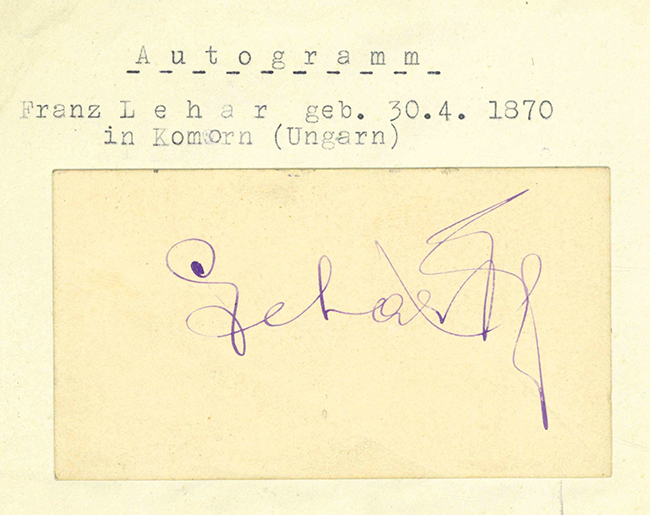 Autogramm
Franz Lehar geb. 30.4. 1870
in Komorn (Ungarn)
Lehár